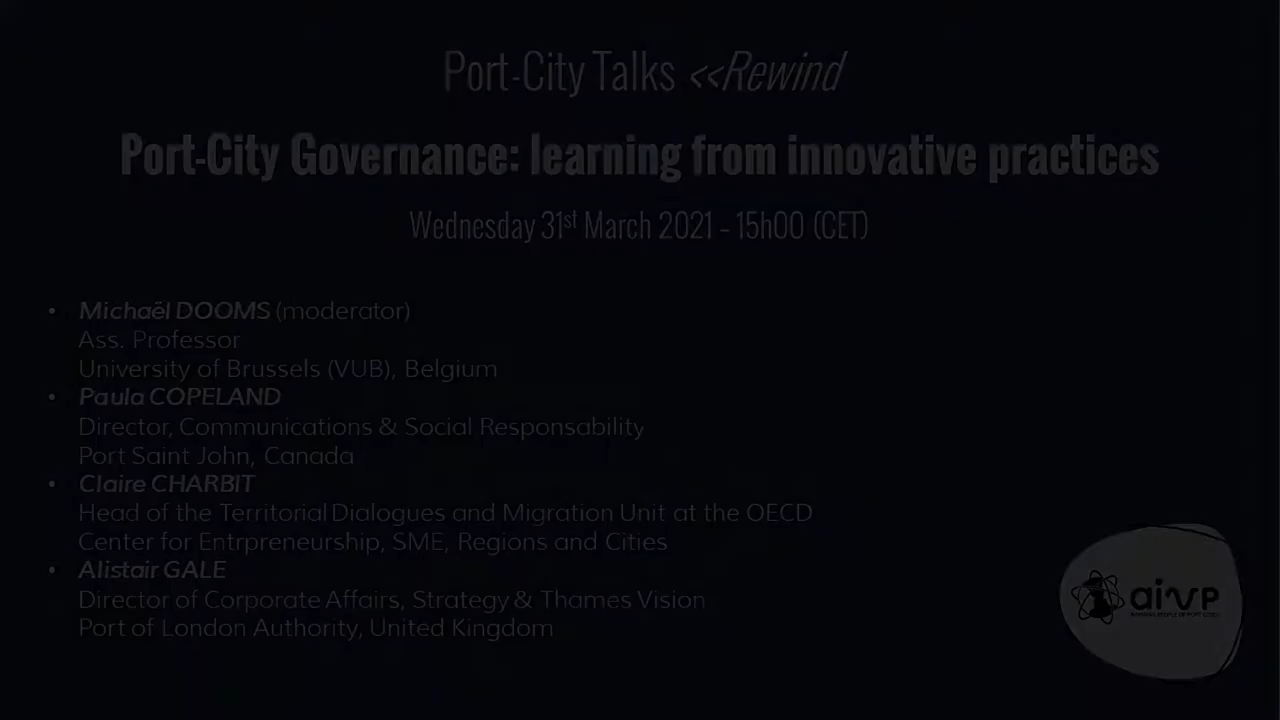 Port-City Talks <<Rewind
Port-City Governance: learning from innovative practices
Wednesday 31st March 2021 - 15h00 (CET)
• Michaël DOOMS (moderator)
Ass. Professor
University of Brussels (VUB), Belgium
• Paula COPELAND
Director, Communications & Social Responsability
Port Saint John, Canada
• Claire CHARBIT
Head of the Territorial Dialogues and Migration Unit at the OECD
Center for Entrpreneurship, SME, Regions and Cities
• Alistair GALE
Director of Corporate Affairs, Strategy & Thames Vision
Port of London Authority, United Kingdom
aivp